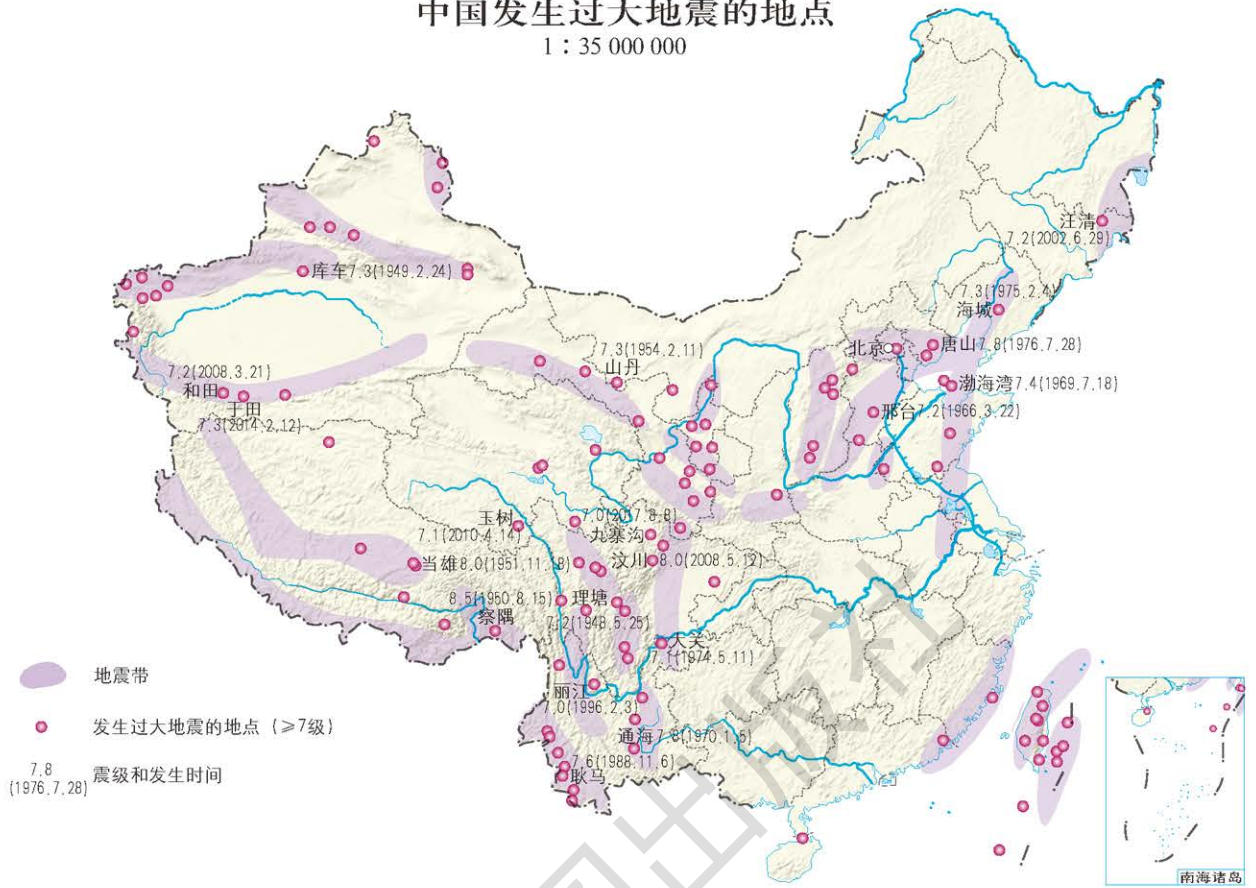 中国发生过大地震的地点
1∶35 000 000
汪清
7.2(2002.6.29)
库车7.3(1949.2.24)
7.3(1975.2.4)
海城
北京
唐山7.8(1976.7.28)
7.3(1954.2.11)
山丹
7.2(2008.3.21)
和田
于田
7.3(2014.2.12)
渤海湾7.4(1969.7.18)
邢台7.2(1966.3.22)
玉树
7.1(2010.4.14)
7.0(2017.8.8)
九寨沟
当雄8.0(1951.11.18)
汶川8.0(2008.5.12)
8.5(1950.8.15)
察隅
理塘
7.2(1948.5.25)
大关
7.1(1974.5.11)
丽江
7.0(1996.2.3)
通海7.8(1970.1.5)
7.6(1988.11.6)
耿马
地震带
发生过大地震的地点（≥7级）
7.8
(1976.7.28)
震级和发生时间
南海诸岛
出版社